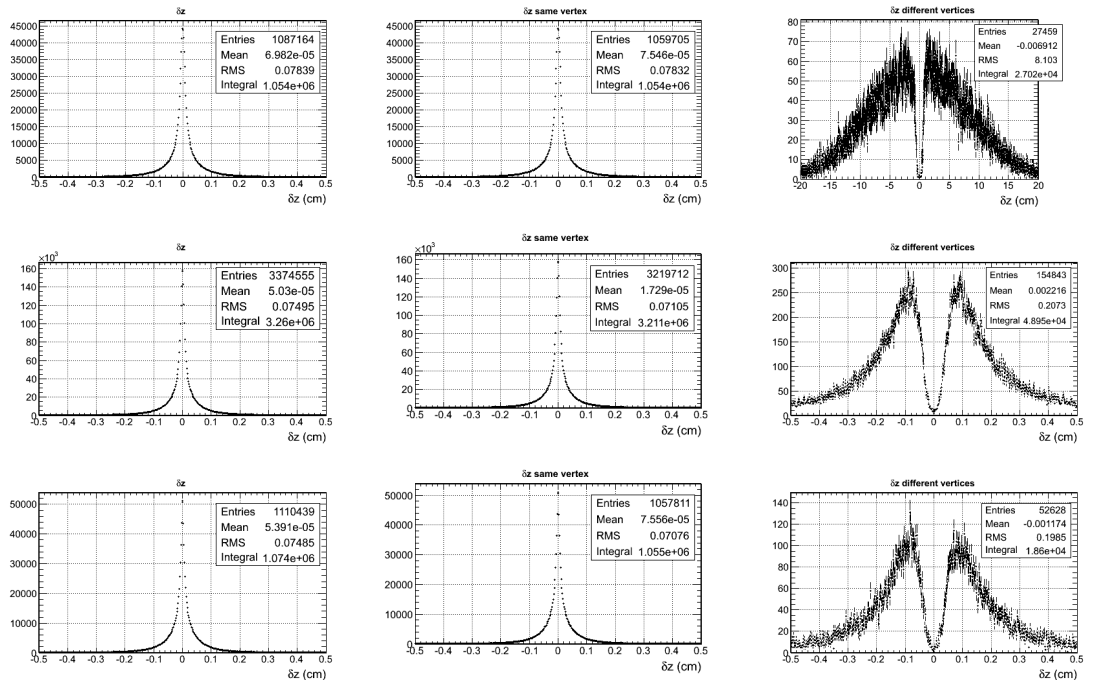 δz
45000
40000
35000
30000
25000
20000
15000
10000
5000
0
Entries 1087164
Mean 6.982e-05
RMS 0.07839
Integral 1.054e+06
-0.5 -0.4 -0.3 -0.2 -0.1 0 0.1 0.2 0.3 0.4 0.5
δz (cm)
δz same vertex
45000
40000
35000
30000
25000
20000
15000
10000
5000
0
Entries 1059705
Mean 7.546e-05
RMS 0.07832
Integral 1.054e+06
-0.5 -0.4 -0.3 -0.2 -0.1 0 0.1 0.2 0.3 0.4 0.5
δz (cm)
δz different vertices
80
70
60
50
40
30
20
10
0
Entries 27459
Mean -0.006912
RMS 8.103
Integral 2.702e+04
-20 -15 -10 -5 0 5 10 15 20
δz (cm)
δz
×10³
160
140
120
100
80
60
40
20
0
Entries 3374555
Mean 5.03e-05
RMS 0.07495
Integral 3.26e+06
-0.5 -0.4 -0.3 -0.2 -0.1 0 0.1 0.2 0.3 0.4 0.5
δz (cm)
δz same vertex
×10³
160
140
120
100
80
60
40
20
0
Entries 3219712
Mean 1.729e-05
RMS 0.07105
Integral 3.211e+06
-0.5 -0.4 -0.3 -0.2 -0.1 0 0.1 0.2 0.3 0.4 0.5
δz (cm)
δz different vertices
300
250
200
150
100
50
0
Entries 154843
Mean 0.002216
RMS 0.2073
Integral 4.895e+04
-0.5 -0.4 -0.3 -0.2 -0.1 0 0.1 0.2 0.3 0.4 0.5
δz (cm)
δz
50000
40000
30000
20000
10000
0
Entries 1110439
Mean 5.391e-05
RMS 0.07485
Integral 1.074e+06
-0.5 -0.4 -0.3 -0.2 -0.1 0 0.1 0.2 0.3 0.4 0.5
δz (cm)
δz same vertex
50000
40000
30000
20000
10000
0
Entries 1057811
Mean 7.556e-05
RMS 0.07076
Integral 1.055e+06
-0.5 -0.4 -0.3 -0.2 -0.1 0 0.1 0.2 0.3 0.4 0.5
δz (cm)
δz different vertices
140
120
100
80
60
40
20
0
Entries 52628
Mean -0.001174
RMS 0.1985
Integral 1.86e+04
-0.5 -0.4 -0.3 -0.2 -0.1 0 0.1 0.2 0.3 0.4 0.5
δz (cm)